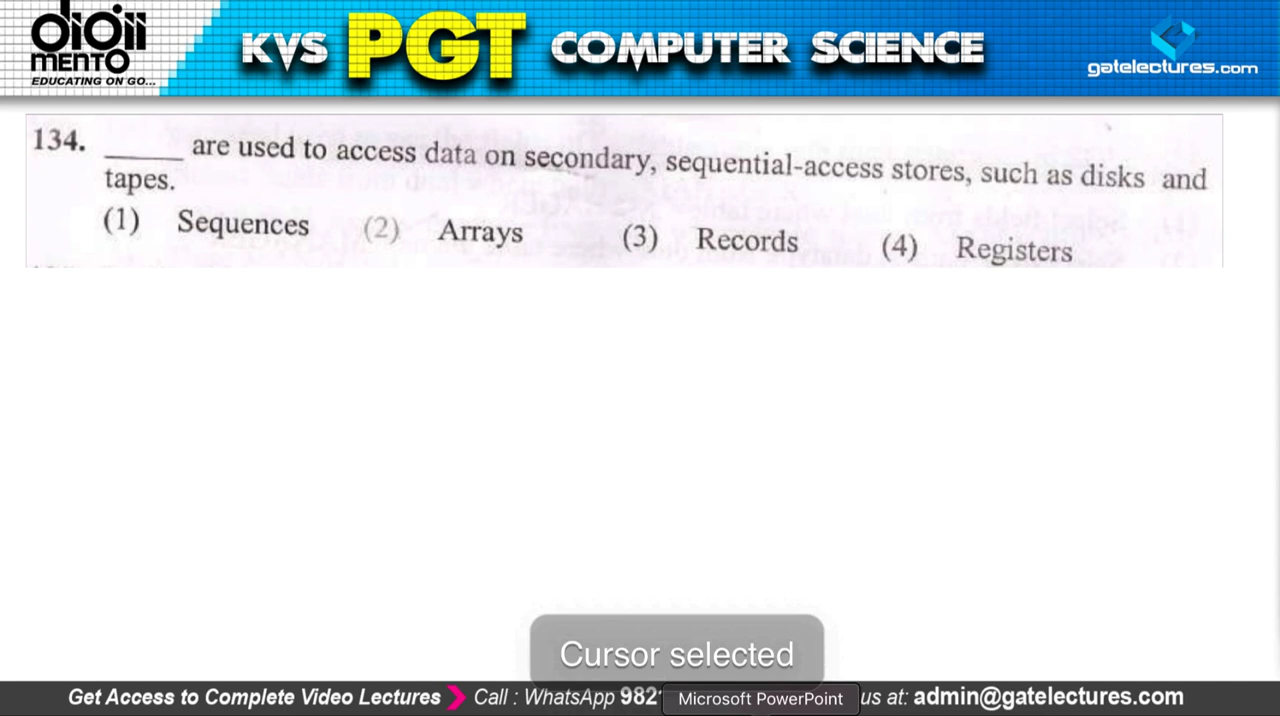 digii
mento
EDUCATING ON GO...
KVS PGT COMPUTER SCIENCE
gatelectures.com
134. _____ are used to access data on secondary, sequential-access stores, such as disks and
tapes.
(1) Sequences (2) Arrays (3) Records (4) Registers
Cursor selected
Get Access to Complete Video Lectures Call : WhatsApp 982 Microsoft PowerPoint us at: admin@gatelectures.com